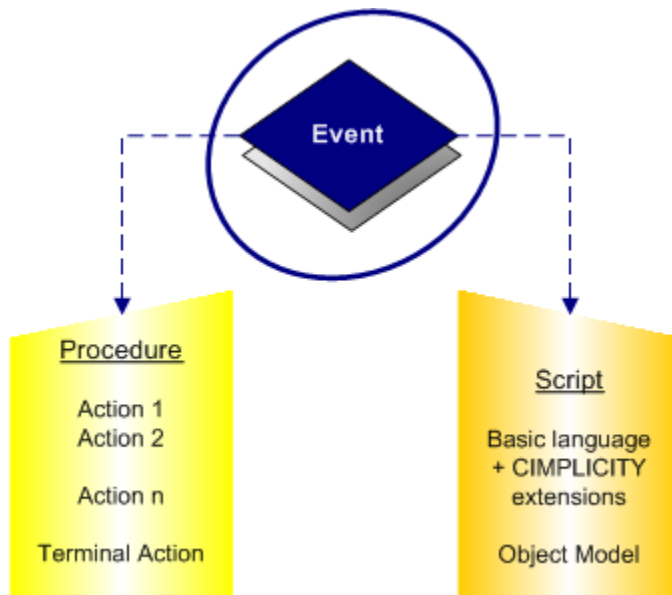 Event
Procedure
Action 1
Action 2
Action n
Terminal Action
Script
Basic language
+ CIMPLICITY
extensions
Object Model